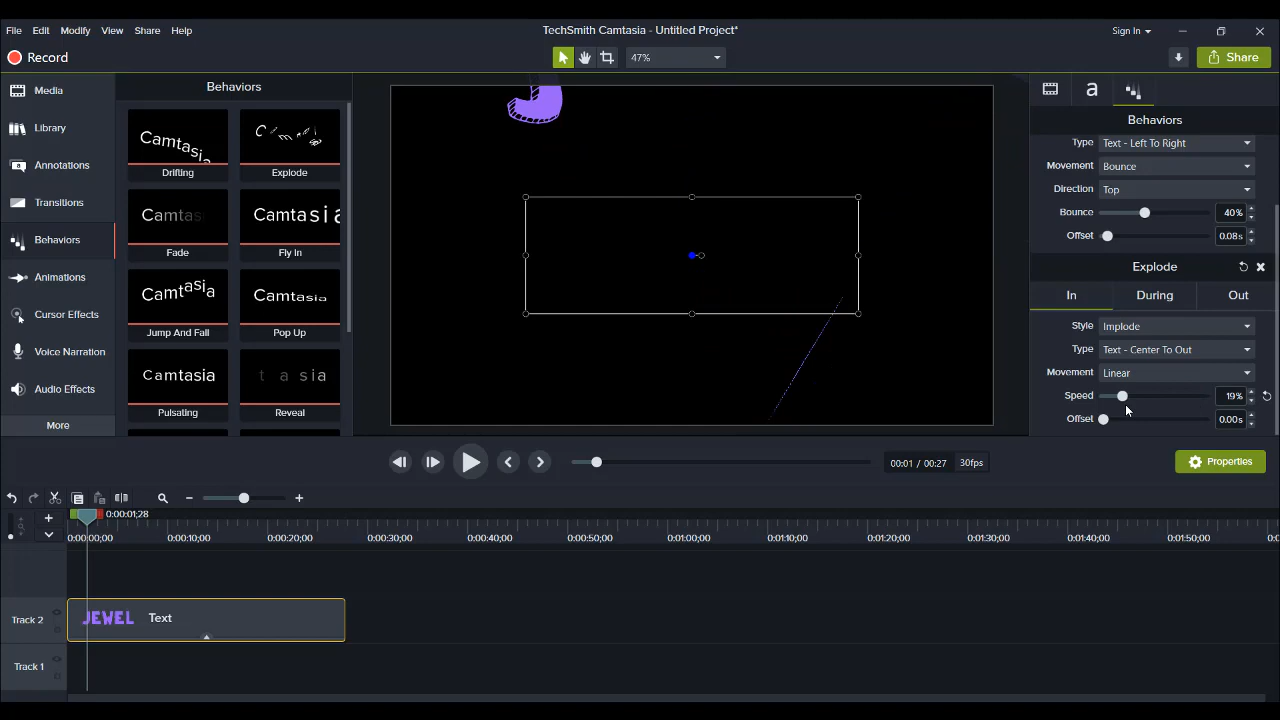 File Edit Modify View Share Help
TechSmith Camtasia - Untitled Project*
Sign In
Record
47%
Share
Media
Library
Annotations
Transitions
Behaviors
Animations
Cursor Effects
Voice Narration
Audio Effects
More
Behaviors
Camtasia
Drifting
Explode
Camtas
Fade
Camtasia
Fly In
Camtasia
Jump And Fall
Camtasia
Pop Up
Camtasia
Pulsating
t a sia
Reveal
J
Behaviors
Type Text - Left To Right
Movement Bounce
Direction Top
Bounce 40%
Offset 0.08s
Explode
In During Out
Style Implode
Type Text - Center To Out
Movement Linear
Speed 19%
Offset 0.00s
00:01 / 00:27 30fps
Properties
0:00:01;28
0:00:00;00 0:00:10;00 0:00:20;00 0:00:30;00 0:00:40;00 0:00:50;00 0:01:00;00 0:01:10;00 0:01:20;00 0:01:30;00 0:01:40;00 0:01:50;00
Track 2
JEWEL Text
Track 1